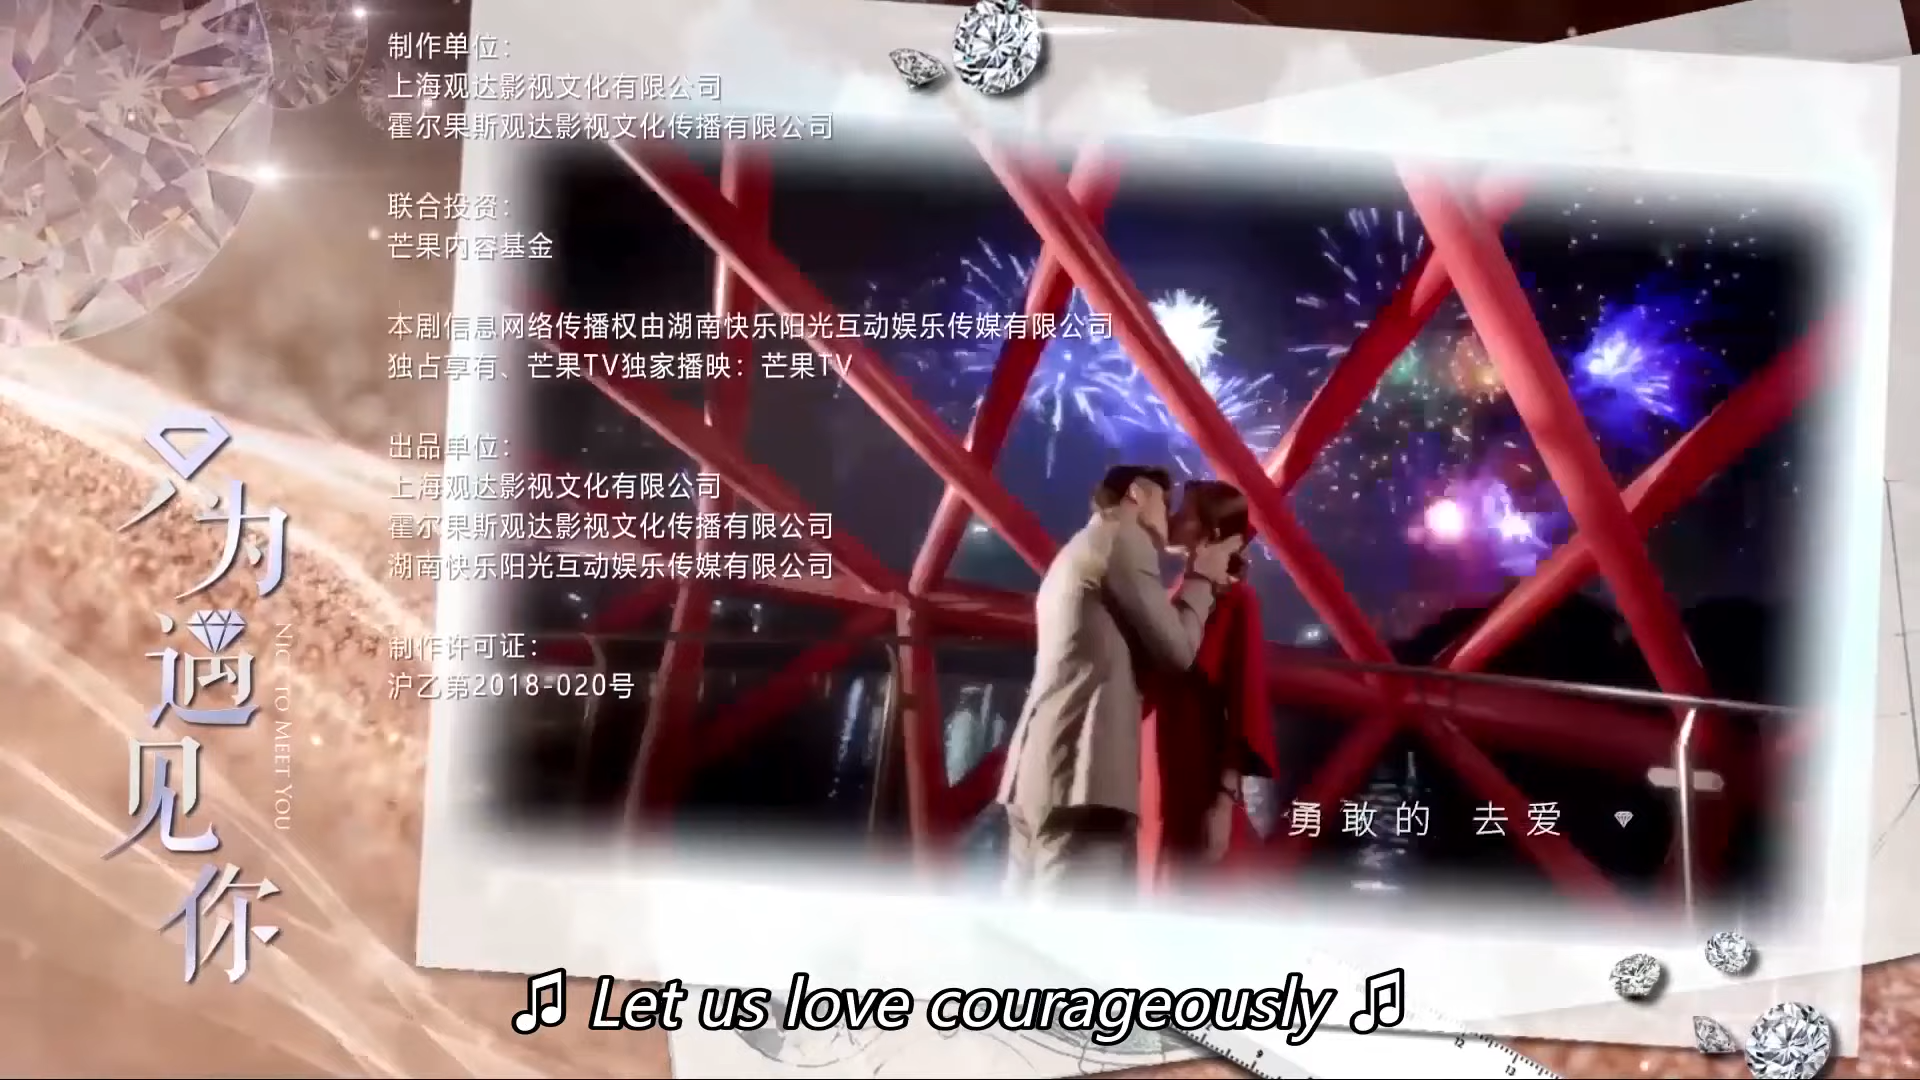 制作单位：
上海观达影视文化有限公司
霍尔果斯观达影视文化传播有限公司
联合投资：
芒果内容基金
本剧信息网络传播权由湖南快乐阳光互动娱乐传媒有限公司
独占享有、芒果TV独家播映：芒果TV
出品单位：
上海观达影视文化有限公司
霍尔果斯观达影视文化传播有限公司
湖南快乐阳光互动娱乐传媒有限公司
制作许可证：
沪乙第2018-020号
只为遇见你
NICE TO MEET YOU
勇敢的 去爱
♫ Let us love courageously ♫
9
12
13